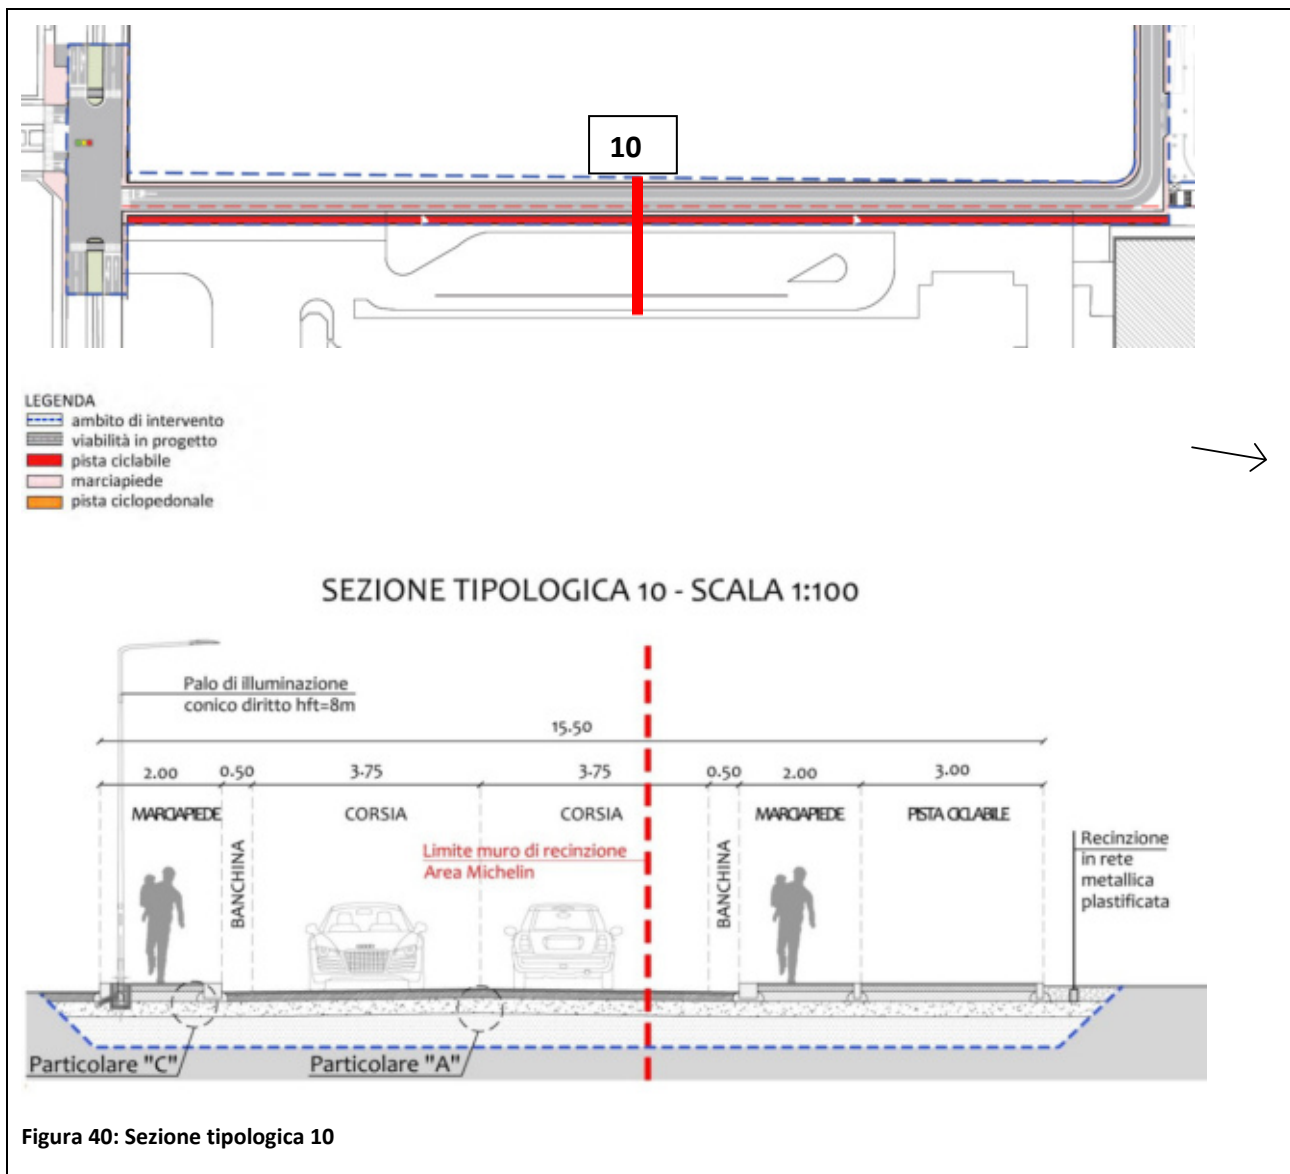 10
LEGENDA
ambito di intervento
viabilità in progetto
pista ciclabile
marciapiede
pista ciclopedonale
SEZIONE TIPOLOGICA 10 - SCALA 1:100
Palo di illuminazione
conico diritto hft=8m
15.50
2.00 0.50 3.75 3.75 0.50 2.00 3.00
MARCIAPIEDE CORSIA CORSIA MARCIAPIEDE PISTA CICLABILE
BANCHINA
BANCHINA
Limite muro di recinzione
Area Michelin
Recinzione
in rete
metallica
plastificata
Particolare "C" Particolare "A"
Figura 40: Sezione tipologica 10